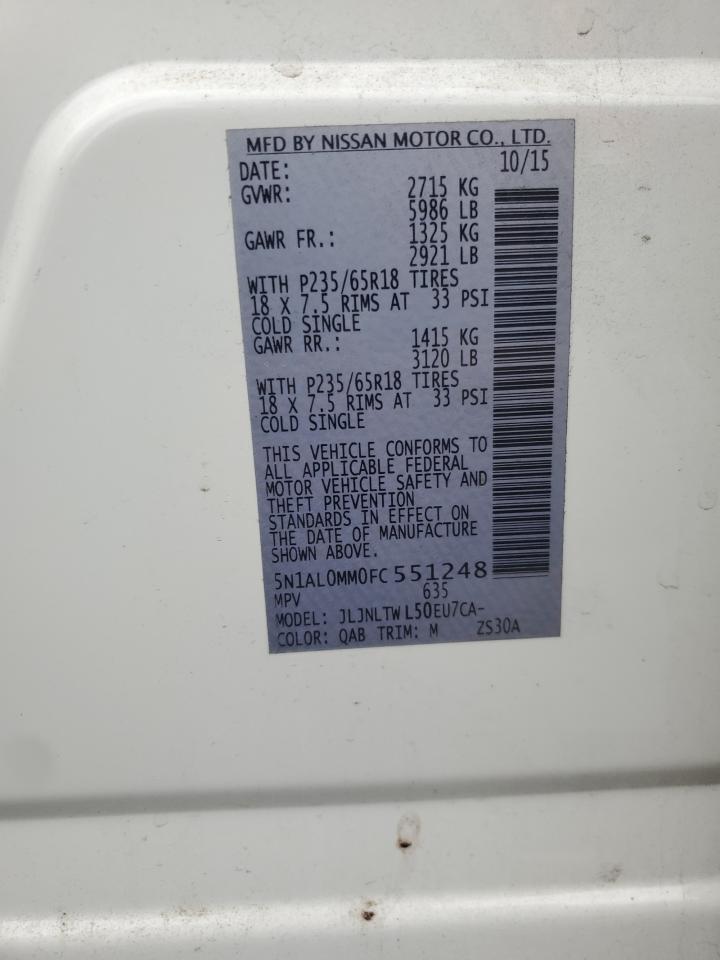 MFD BY NISSAN MOTOR CO., LTD.
DATE: 10/15
GVWR: 2715 KG
5986 LB
GAWR FR.: 1325 KG
2921 LB
WITH P235/65R18 TIRES
18 X 7.5 RIMS AT 33 PSI
COLD SINGLE
GAWR RR.: 1415 KG
3120 LB
WITH P235/65R18 TIRES
18 X 7.5 RIMS AT 33 PSI
COLD SINGLE
THIS VEHICLE CONFORMS TO
ALL APPLICABLE FEDERAL
MOTOR VEHICLE SAFETY AND
THEFT PREVENTION
STANDARDS IN EFFECT ON
THE DATE OF MANUFACTURE
SHOWN ABOVE.
5N1AL0MM0FC551248
MPV 635
MODEL: JLJNLTWL50EU7CA-
COLOR: QAB TRIM: M ZS30A